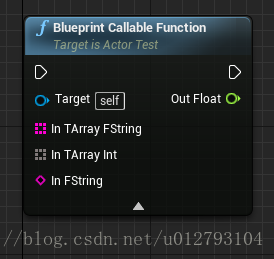 Blueprint Callable Function
Target is Actor Test
Target self
Out Float
In TArray FString
In TArray Int
In FString
//blog.csdn.net/u012793104